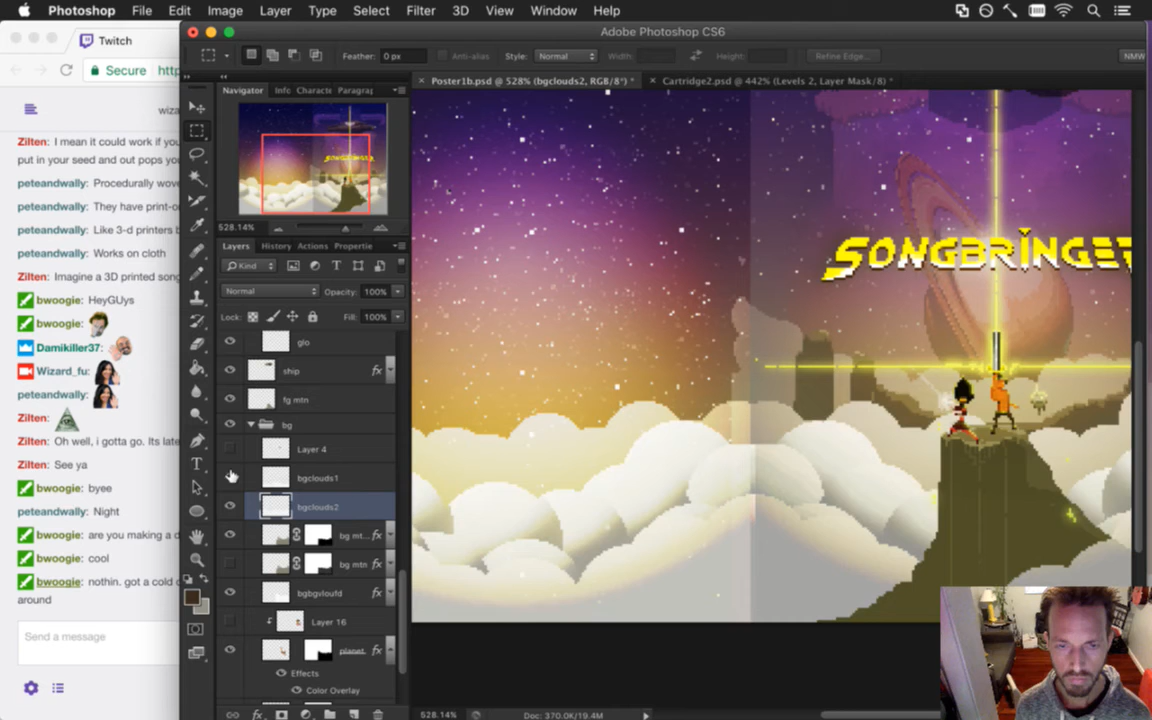 Photoshop File Edit Image Layer Type Select Filter 3D View Window Help
Adobe Photoshop CS6
Twitch
Secure
Feather: 0 px Anti-alias Style: Normal Width: Height: Refine Edge...
Poster1b.psd @ 528% (bgclouds2, RGB/8*) *
Cartridge2.psd @ 442% (Levels 2, Layer Mask/8) *
Navigator Info Paragraph
Zilten: I mean it could work if you
put in your seed and out pops you
peteandwally: Procedurally wove
peteandwally: They have print-o
peteandwally: Like 3-d printers b
peteandwally: Works on cloth
Zilten: Imagine a 3D printed song
bwoogie: HeyGUys
bwoogie:
Damikiller37:
Wizard_fu:
peteandwally:
Zilten:
Zilten: Oh well, i gotta go. Its late
Zilten: See ya
bwoogie: byee
peteandwally: Night
bwoogie: are you making a d
bwoogie: cool
bwoogie: nothin. got a cold
around
Send a message
528.14%
Layers History Actions Propertie
Kind
Normal Opacity: 100%
Lock: Fill: 100%
glo
ship fx
fg mtn
bg
Layer 4
bgclouds1
bgclouds2
bg mt... fx
bg mtn fx
bgbgvloufd fx
Layer 16
planet fx
Effects
Color Overlay
SONGBRINGER
528.14% Doc: 370.0K/19.4M